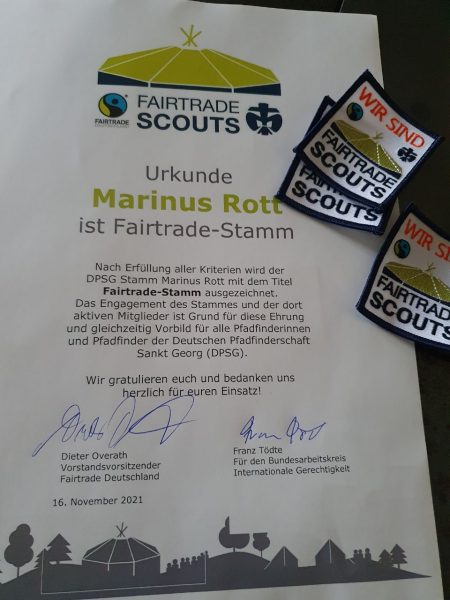 FAIRTRADE
SCOUTS
FAIRTRADE
Urkunde
Marinus Rott
ist Fairtrade-Stamm
Nach Erfüllung aller Kriterien wird der
DPSG Stamm Marinus Rott mit dem Titel
Fairtrade-Stamm ausgezeichnet.
Das Engagement des Stammes und der dort
aktiven Mitglieder ist Grund für diese Ehrung
und gleichzeitig Vorbild für alle Pfadfinderinnen
und Pfadfinder der Deutschen Pfadfinderschaft
Sankt Georg (DPSG).
Wir gratulieren euch und bedanken uns
herzlich für euren Einsatz!
Dieter Overath
Vorstandsvorsitzender
Fairtrade Deutschland
Franz Tödte
Für den Bundesarbeitskreis
Internationale Gerechtigkeit
16. November 2021
WIR SIND
FAIRTRADE
SCOUTS
SCOUTS
WIR SIND
FAIRTRADE
SCOUTS